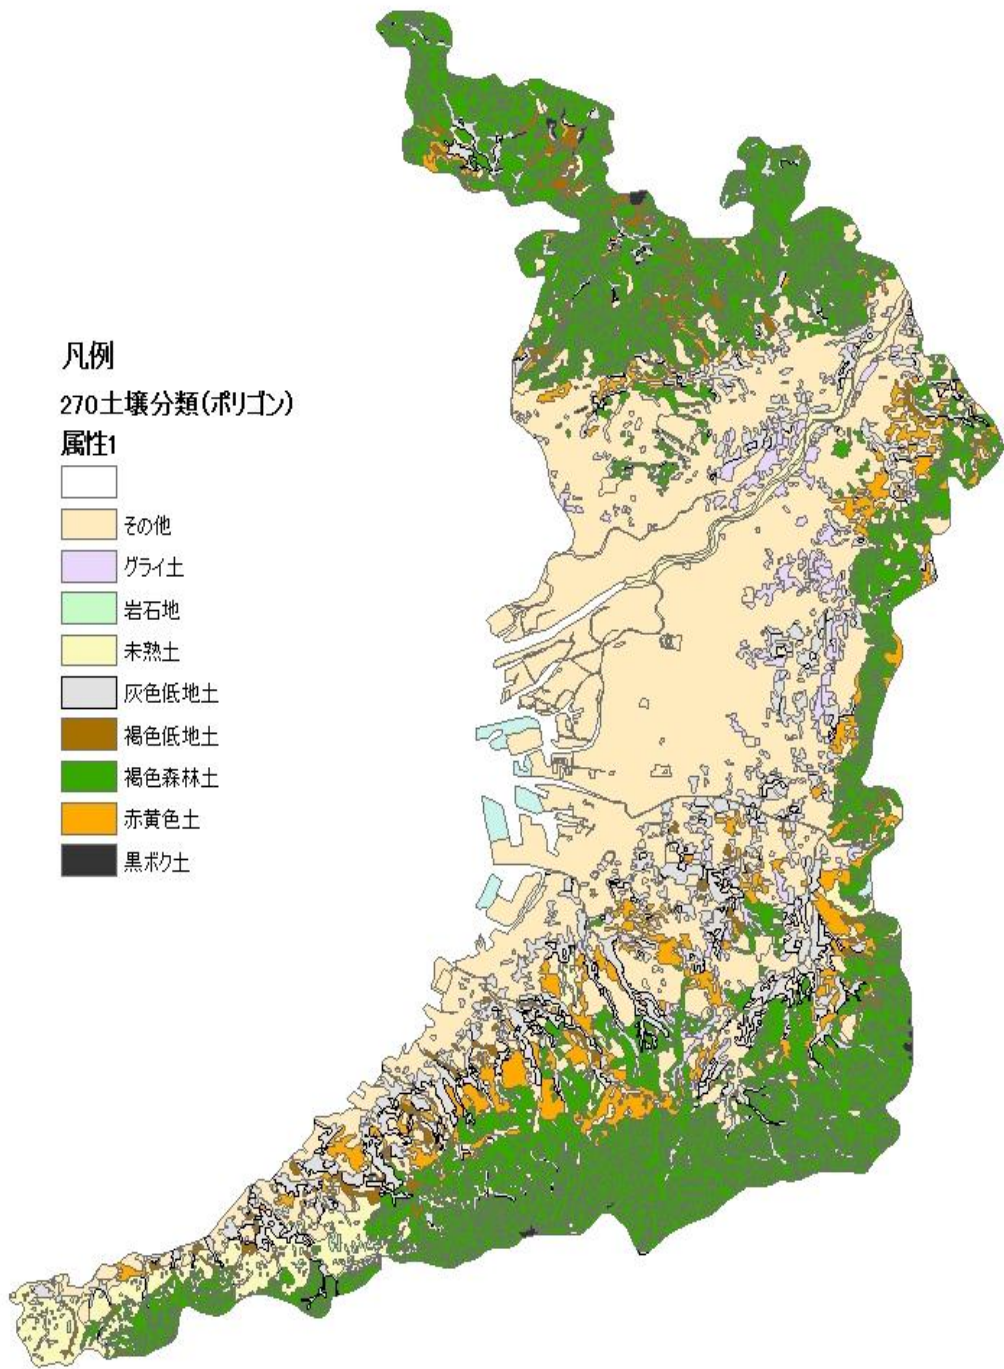 凡例
270土壌分類(ポリゴン)
属性1
その他
グライ土
岩石地
未熟土
灰色低地土
褐色低地土
褐色森林土
赤黄色土
黒ボク土